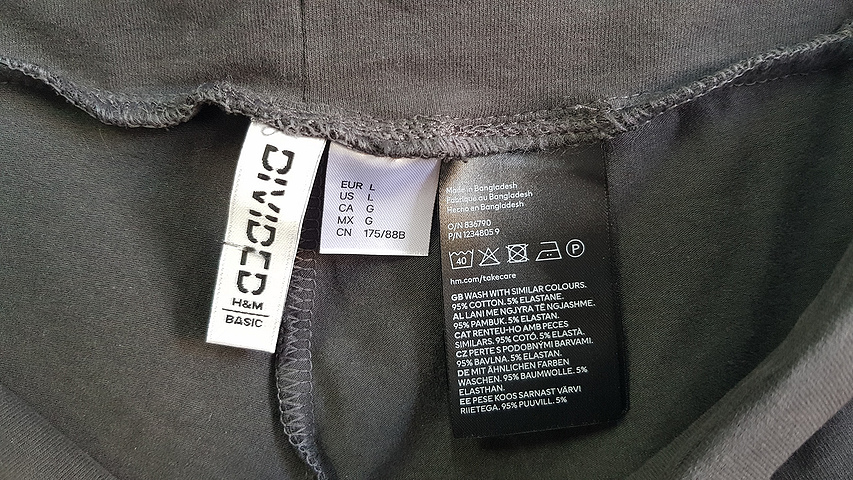 DIVIDED
H&M
BASIC
EUR L
US L
CA G
MX G
CN 175/88B
Made in Bangladesh
Fabriqué au Bangladesh
Hecho en Bangladesh
O/N 836790
P/N 1234805 9
40
P
hm.com/takecare
GB WASH WITH SIMILAR COLOURS.
95% COTTON. 5% ELASTANE.
AL LANI ME NGJYRA TË NGJASHME.
95% PAMBUK. 5% ELASTAN.
CAT RENTEU-HO AMB PECES
SIMILARS. 95% COTÓ. 5% ELASTÀ.
CZ PERTE S PODOBNÝMI BARVAMI.
95% BAVLNA. 5% ELASTAN.
DE MIT ÄHNLICHEN FARBEN
WASCHEN. 95% BAUMWOLLE. 5%
ELASTHAN.
EE PESE KOOS SARNAST VÄRVI
RIIETEGA. 95% PUUVILL. 5%